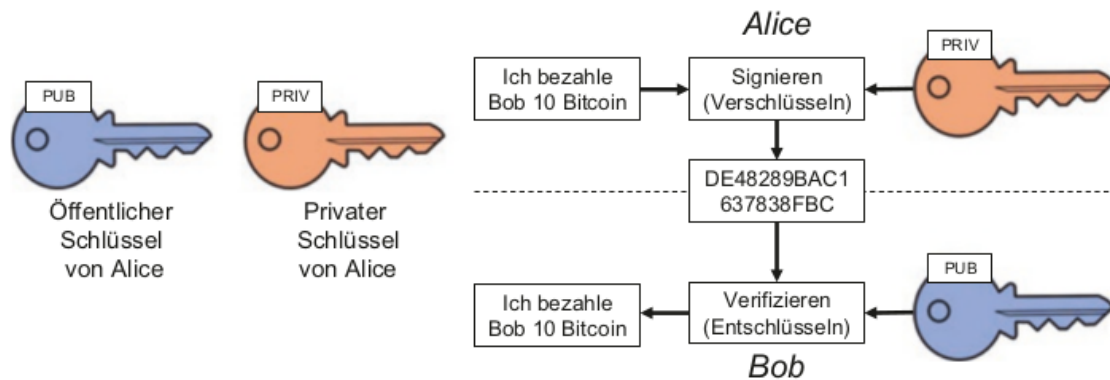 PUB
Öffentlicher
Schlüssel
von Alice
PRIV
Privater
Schlüssel
von Alice
Alice
Ich bezahle
Bob 10 Bitcoin
Signieren
(Verschlüsseln)
PRIV
DE48289BAC1
637838FBC
Ich bezahle
Bob 10 Bitcoin
Verifizieren
(Entschlüsseln)
PUB
Bob